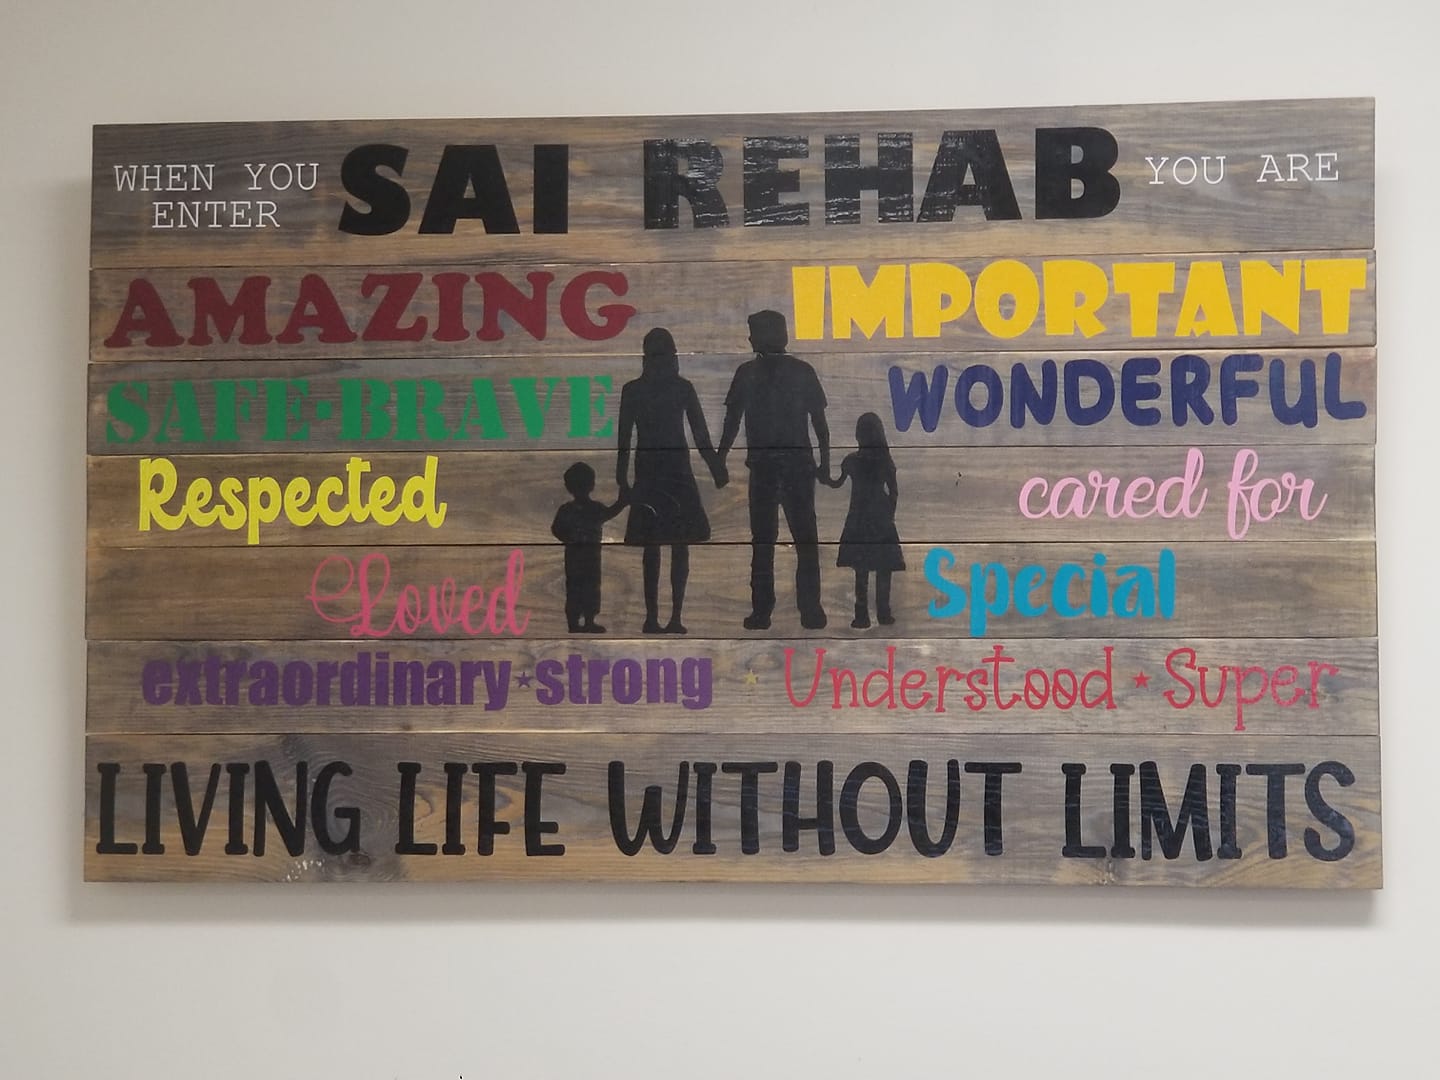 WHEN YOU
ENTER
SAI REHAB
YOU ARE
AMAZING
IMPORTANT
SAFE·BRAVE
WONDERFUL
Respected
cared for
Loved
Special
extraordinary★strong ★ Understood ★ Super
LIVING LIFE WITHOUT LIMITS